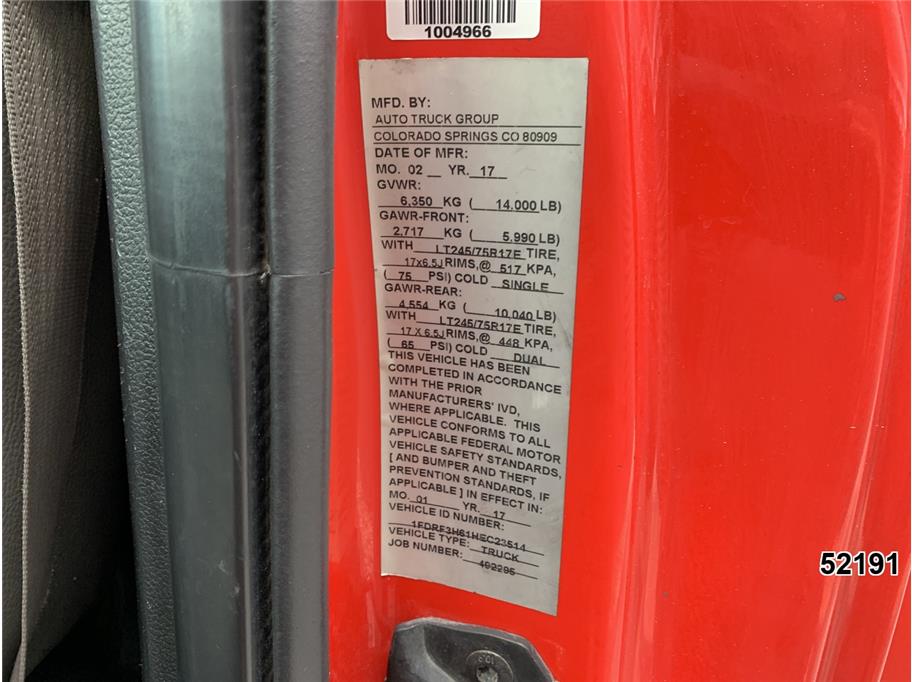 1004966
MFD. BY:
AUTO TRUCK GROUP
COLORADO SPRINGS CO 80909
DATE OF MFR:
MO. 02 YR. 17
GVWR:
6,350 KG ( 14,000 LB)
GAWR-FRONT:
2,717 KG ( 5,990 LB)
WITH LT245/75R17E TIRE,
17x6.5J RIMS,@ 517 KPA,
( 75 PSI) COLD SINGLE
GAWR-REAR:
4,554 KG ( 10,040 LB)
WITH LT245/75R17E TIRE,
17 X 6.5J RIMS,@ 448 KPA,
( 65 PSI) COLD DUAL
THIS VEHICLE HAS BEEN
COMPLETED IN ACCORDANCE
WITH THE PRIOR
MANUFACTURERS' IVD,
WHERE APPLICABLE. THIS
VEHICLE CONFORMS TO ALL
APPLICABLE FEDERAL MOTOR
VEHICLE SAFETY STANDARDS,
[ AND BUMPER AND THEFT
PREVENTION STANDARDS, IF
APPLICABLE ] IN EFFECT IN:
MO. 01 YR. 17
VEHICLE ID NUMBER:
1FDRF3H61HEC23514
VEHICLE TYPE: TRUCK
JOB NUMBER: 492295
52191